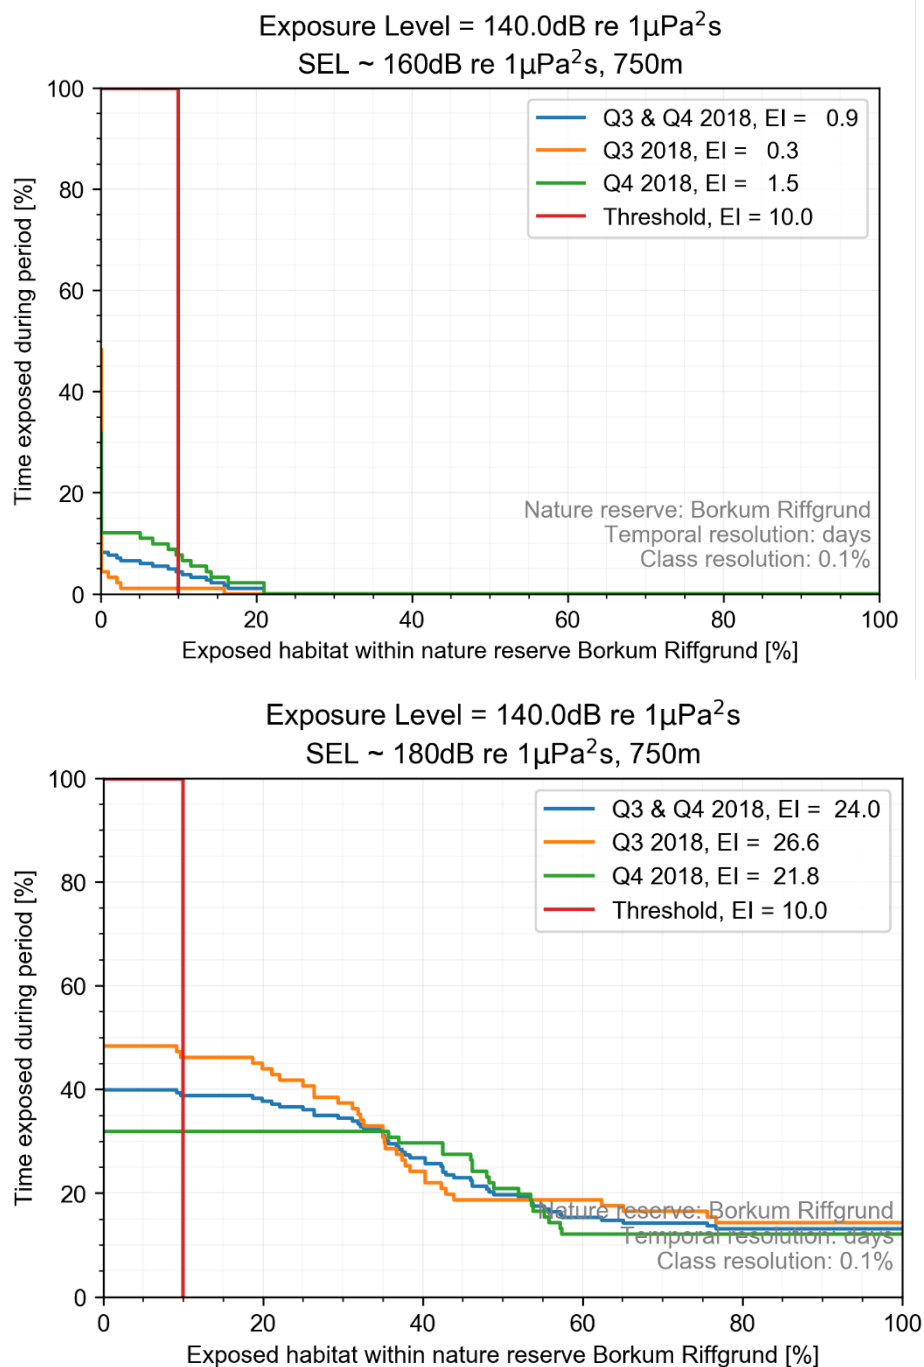 Exposure Level = 140.0dB re 1μPa²s
SEL ~ 160dB re 1μPa²s, 750m
100
80
60
40
20
0
Time exposed during period [%]
Q3 & Q4 2018, EI = 0.9
Q3 2018, EI = 0.3
Q4 2018, EI = 1.5
Threshold, EI = 10.0
Nature reserve: Borkum Riffgrund
Temporal resolution: days
Class resolution: 0.1%
0 20 40 60 80 100
Exposed habitat within nature reserve Borkum Riffgrund [%]
Exposure Level = 140.0dB re 1μPa²s
SEL ~ 180dB re 1μPa²s, 750m
100
80
60
40
20
0
Time exposed during period [%]
Q3 & Q4 2018, EI = 24.0
Q3 2018, EI = 26.6
Q4 2018, EI = 21.8
Threshold, EI = 10.0
Nature reserve: Borkum Riffgrund
Temporal resolution: days
Class resolution: 0.1%
0 20 40 60 80 100
Exposed habitat within nature reserve Borkum Riffgrund [%]